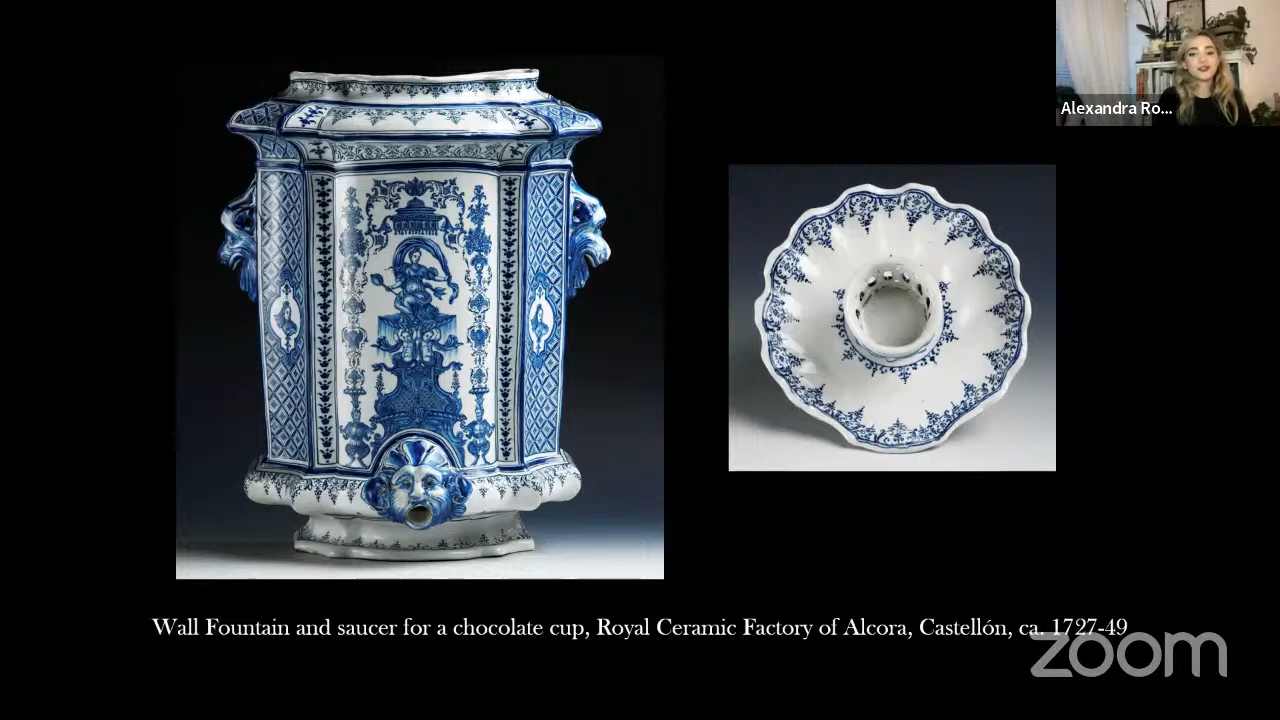 Alexandra Ro...
Wall Fountain and saucer for a chocolate cup, Royal Ceramic Factory of Alcora, Castellón, ca. 1727-49
zoom